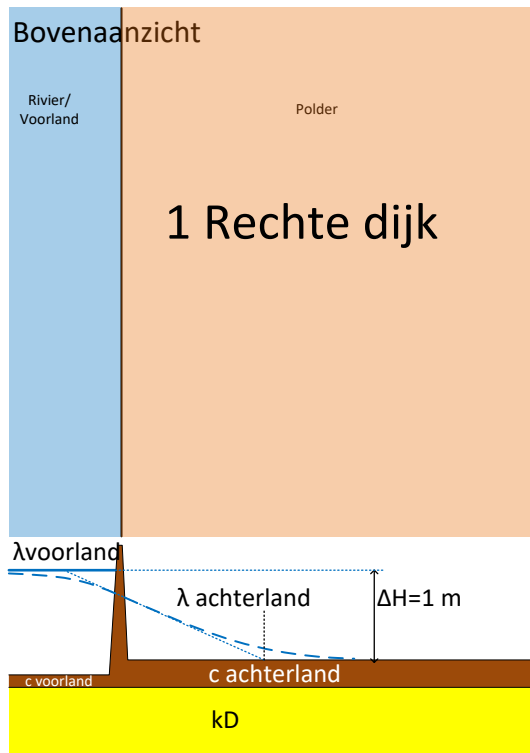 Bovenaanzicht
Rivier/
Voorland
Polder
1 Rechte dijk
λvoorland
λ achterland
ΔH=1 m
c voorland
c achterland
kD